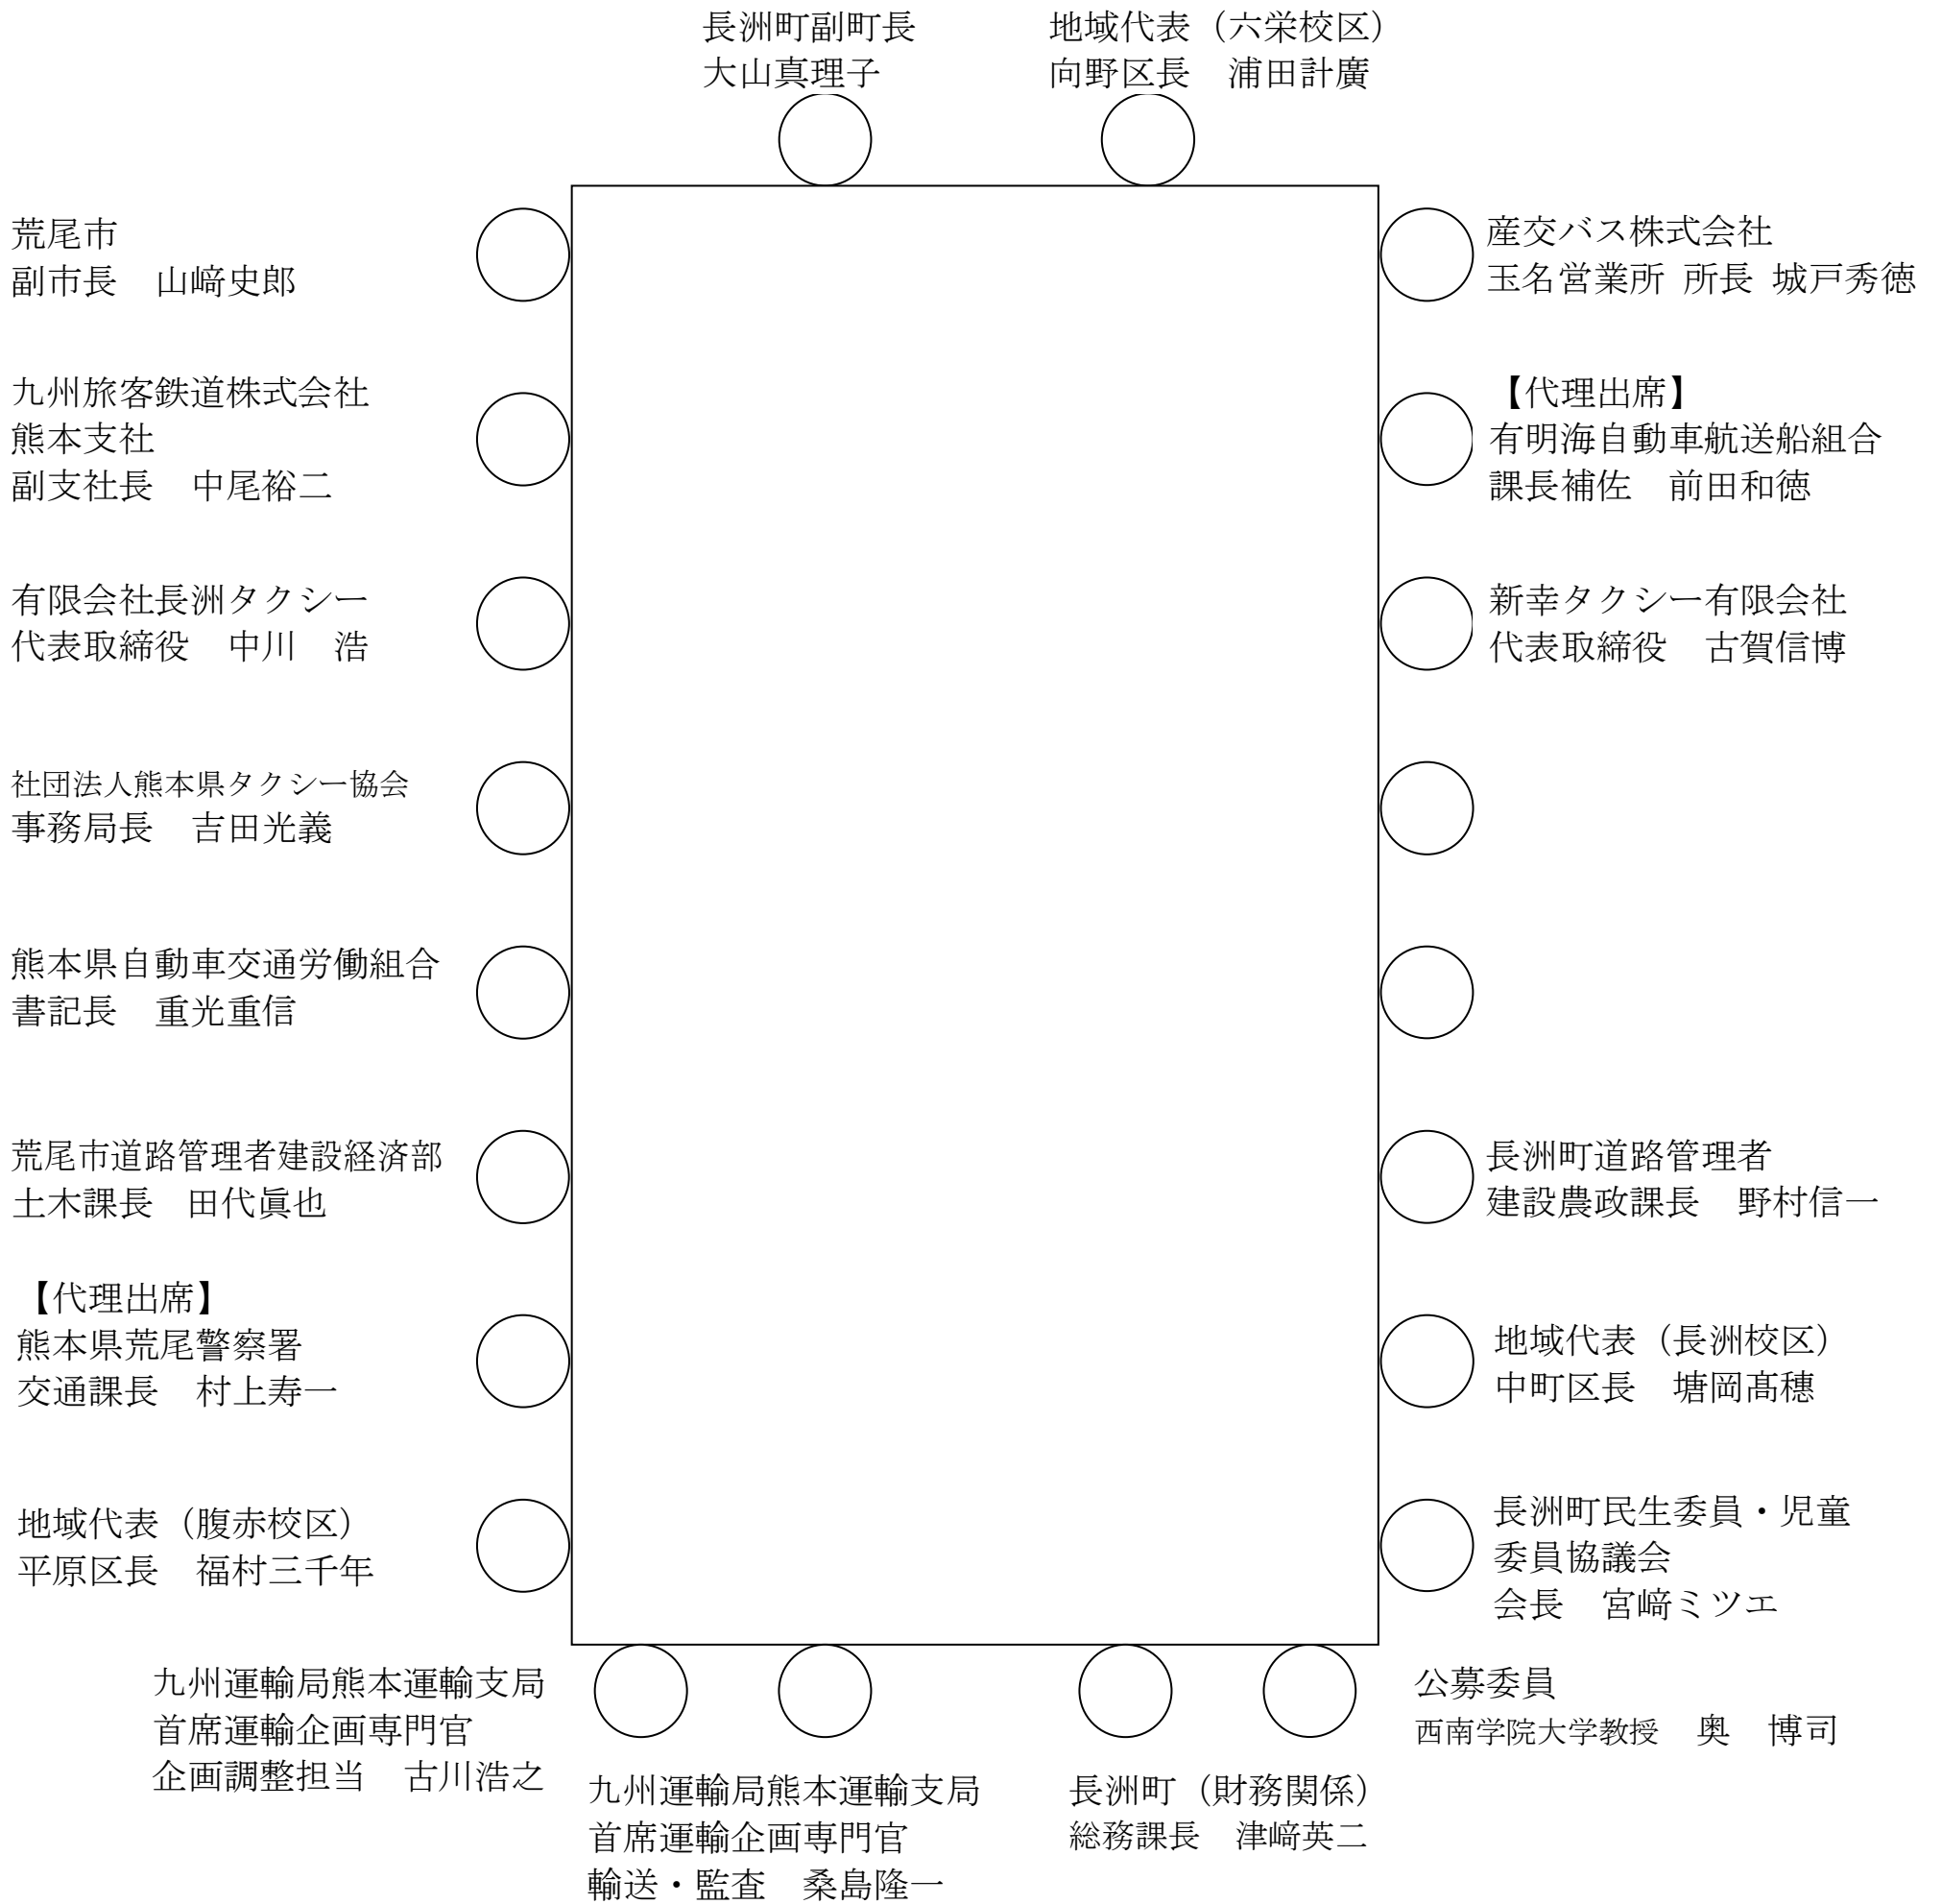 長洲町副町長
大山真理子
地域代表（六栄校区）
向野区長　浦田計廣
荒尾市
副市長　山﨑史郎
産交バス株式会社
玉名営業所 所長 城戸秀徳
九州旅客鉄道株式会社
熊本支社
副支社長　中尾裕二
【代理出席】
有明海自動車航送船組合
課長補佐　前田和徳
有限会社長洲タクシー
代表取締役　中川　浩
新幸タクシー有限会社
代表取締役　古賀信博
社団法人熊本県タクシー協会
事務局長　吉田光義
熊本県自動車交通労働組合
書記長　重光重信
荒尾市道路管理者建設経済部
土木課長　田代眞也
長洲町道路管理者
建設農政課長　野村信一
【代理出席】
熊本県荒尾警察署
交通課長　村上寿一
地域代表（長洲校区）
中町区長　塘岡髙穗
地域代表（腹赤校区）
平原区長　福村三千年
長洲町民生委員・児童
委員協議会
会長　宮﨑ミツエ
九州運輸局熊本運輸支局
首席運輸企画専門官
企画調整担当　古川浩之
九州運輸局熊本運輸支局
首席運輸企画専門官
輸送・監査　桑島隆一
長洲町（財務関係）
総務課長　津﨑英二
公募委員
西南学院大学教授　奥　博司